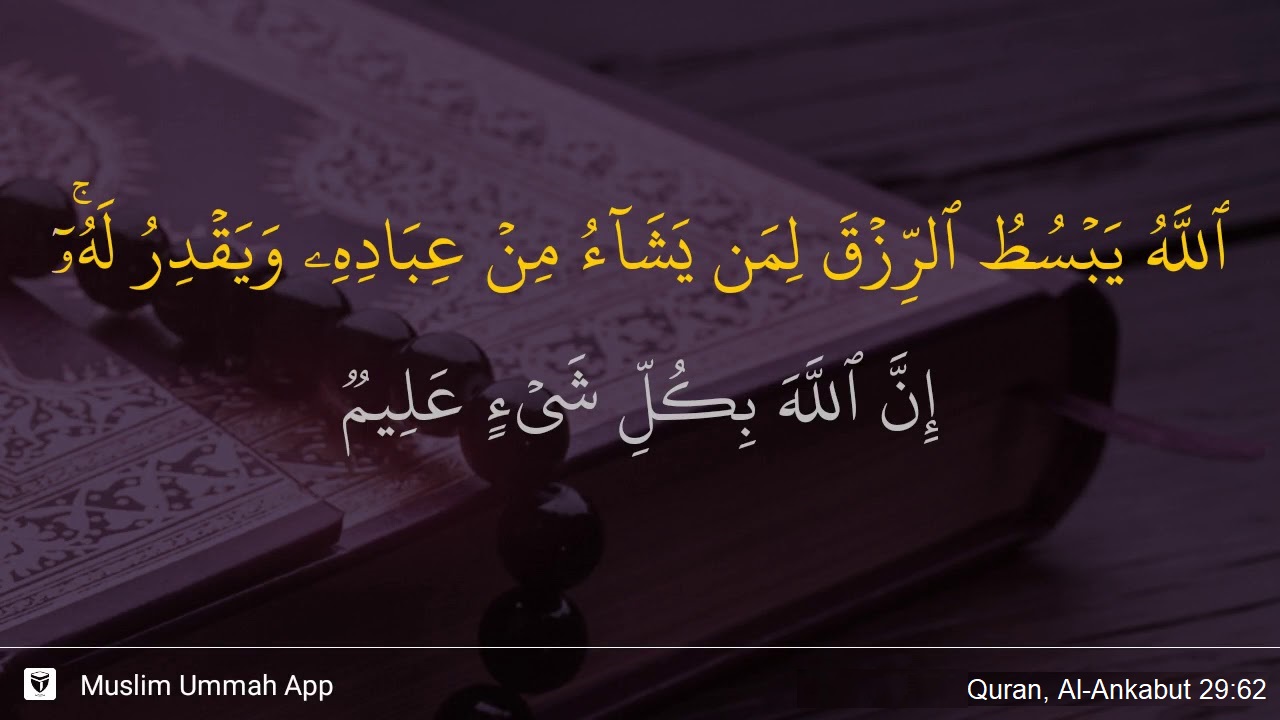 ٱللَّهُ يَبْسُطُ ٱلرِّزْقَ لِمَن يَشَآءُ مِنْ عِبَادِهِۦ وَيَقْدِرُ لَهُۥٓ ۚ
إِنَّ ٱللَّهَ بِكُلِّ شَىْءٍ عَلِيمٌ
Muslim Ummah App
Quran, Al-Ankabut 29:62